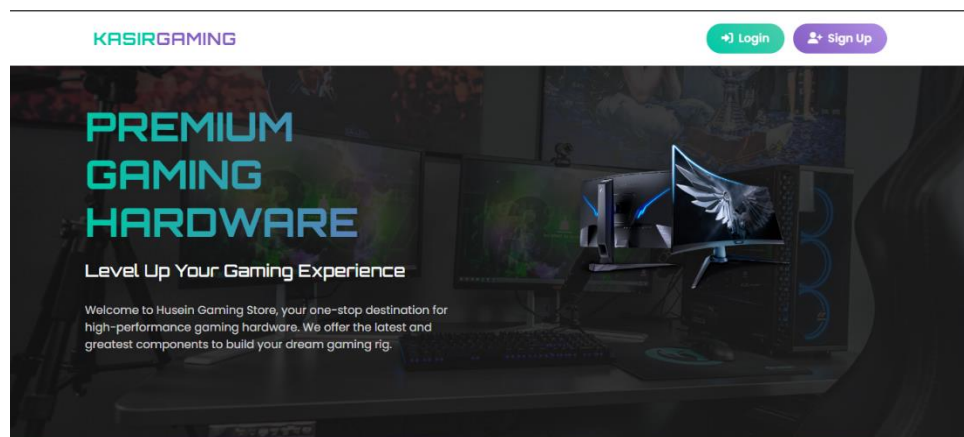 KASIRGAMING
Login
Sign Up
PREMIUM
GAMING
HARDWARE
Level Up Your Gaming Experience
Welcome to Husein Gaming Store, your one-stop destination for
high-performance gaming hardware. We offer the latest and
greatest components to build your dream gaming rig.